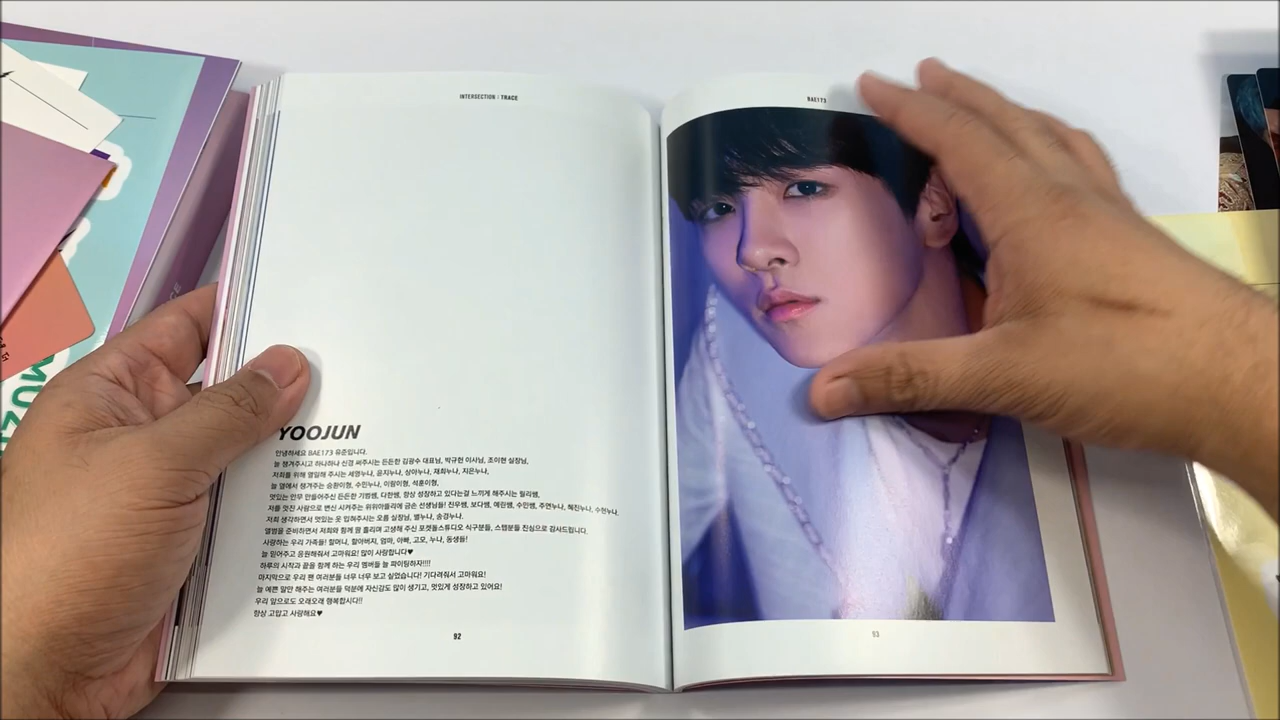 INTERSECTION : TRACE
BAE173
YOOJUN
안녕하세요 BAE173 유준입니다.
늘 챙겨주시고 하나하나 신경 써주시는 든든한 김광수 대표님, 박규헌 이사님, 조이현 실장님,
저희를 위해 열일해 주시는 세영누나, 윤지누나, 상아누나, 재희누나, 지은누나,
늘 옆에서 챙겨주는 승환이형, 수민누나, 이람이형, 석훈이형,
멋있는 안무 만들어주신 든든한 기범쌤, 다한쌤, 항상 성장하고 있다는걸 느끼게 해주시는 릴리쌤,
저를 멋진 사람으로 변신 시켜주는 위위아뜰리에 금손 선생님들! 진우쌤, 보다쌤, 예린쌤, 수민쌤, 주연누나, 혜진누나, 수현누나.
저희 생각하면서 멋있는 옷 입혀주시는 오름 실장님, 별누나, 송경누나.
앨범을 준비하면서 저희와 함께 땀 흘리며 고생해 주신 포켓돌스튜디오 식구분들, 스탭분들 진심으로 감사드립니다.
사랑하는 우리 가족들! 할머니, 할아버지, 엄마, 아빠, 고모, 누나, 동생들!
늘 믿어주고 응원해줘서 고마워요! 많이 사랑합니다♥
하루의 시작과 끝을 함께 하는 우리 멤버들 늘 파이팅하자!!!!
마지막으로 우리 팬 여러분들 너무 너무 보고 싶었습니다! 기다려줘서 고마워요!
늘 예쁜 말만 해주는 여러분들 덕분에 자신감도 많이 생기고, 멋있게 성장하고 있어요!
우리 앞으로도 오래오래 행복합시다!!
항상 고맙고 사랑해요♥
92
93
MUZ